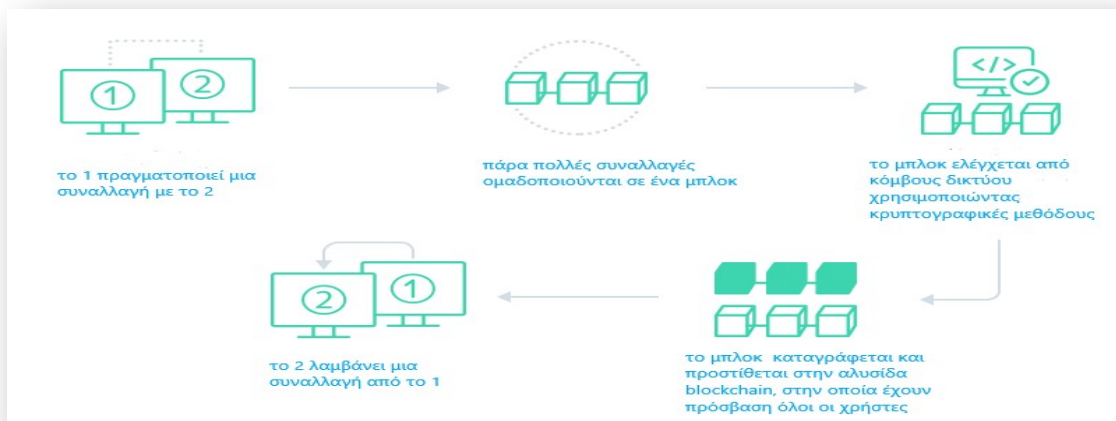 1
2
το 1 πραγματοποιεί μια
συναλλαγή με το 2
πάρα πολλές συναλλαγές
ομαδοποιούνται σε ένα μπλοκ
</>
το μπλοκ ελέγχεται από
κόμβους δικτύου
χρησιμοποιώντας
κρυπτογραφικές μεθόδους
το μπλοκ καταγράφεται και
προστίθεται στην αλυσίδα
blockchain, στην οποία έχουν
πρόσβαση όλοι οι χρήστες
2
1
το 2 λαμβάνει μια
συναλλαγή από το 1